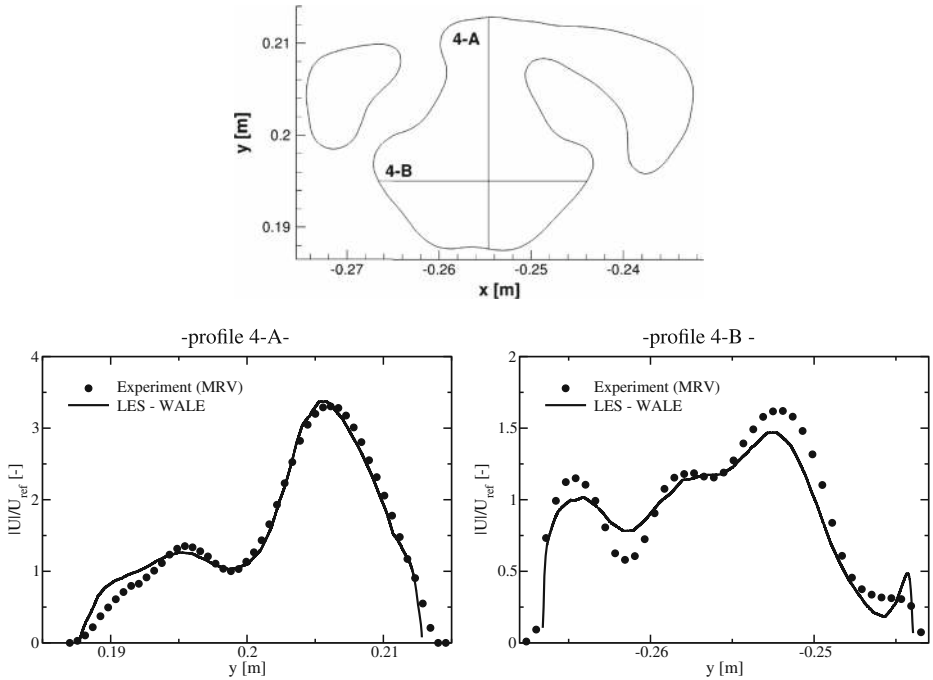 0.21
0.2
0.19
y [m]
4-A
4-B
-0.27
-0.26
-0.25
-0.24
x [m]
-profile 4-A-
4
3
2
1
0
|U|/U_ref [-]
Experiment (MRV)
LES - WALE
0.19
0.2
0.21
y [m]
-profile 4-B -
2
1.5
1
0.5
0
|U|/U_ref [-]
Experiment (MRV)
LES - WALE
-0.26
-0.25
y [m]